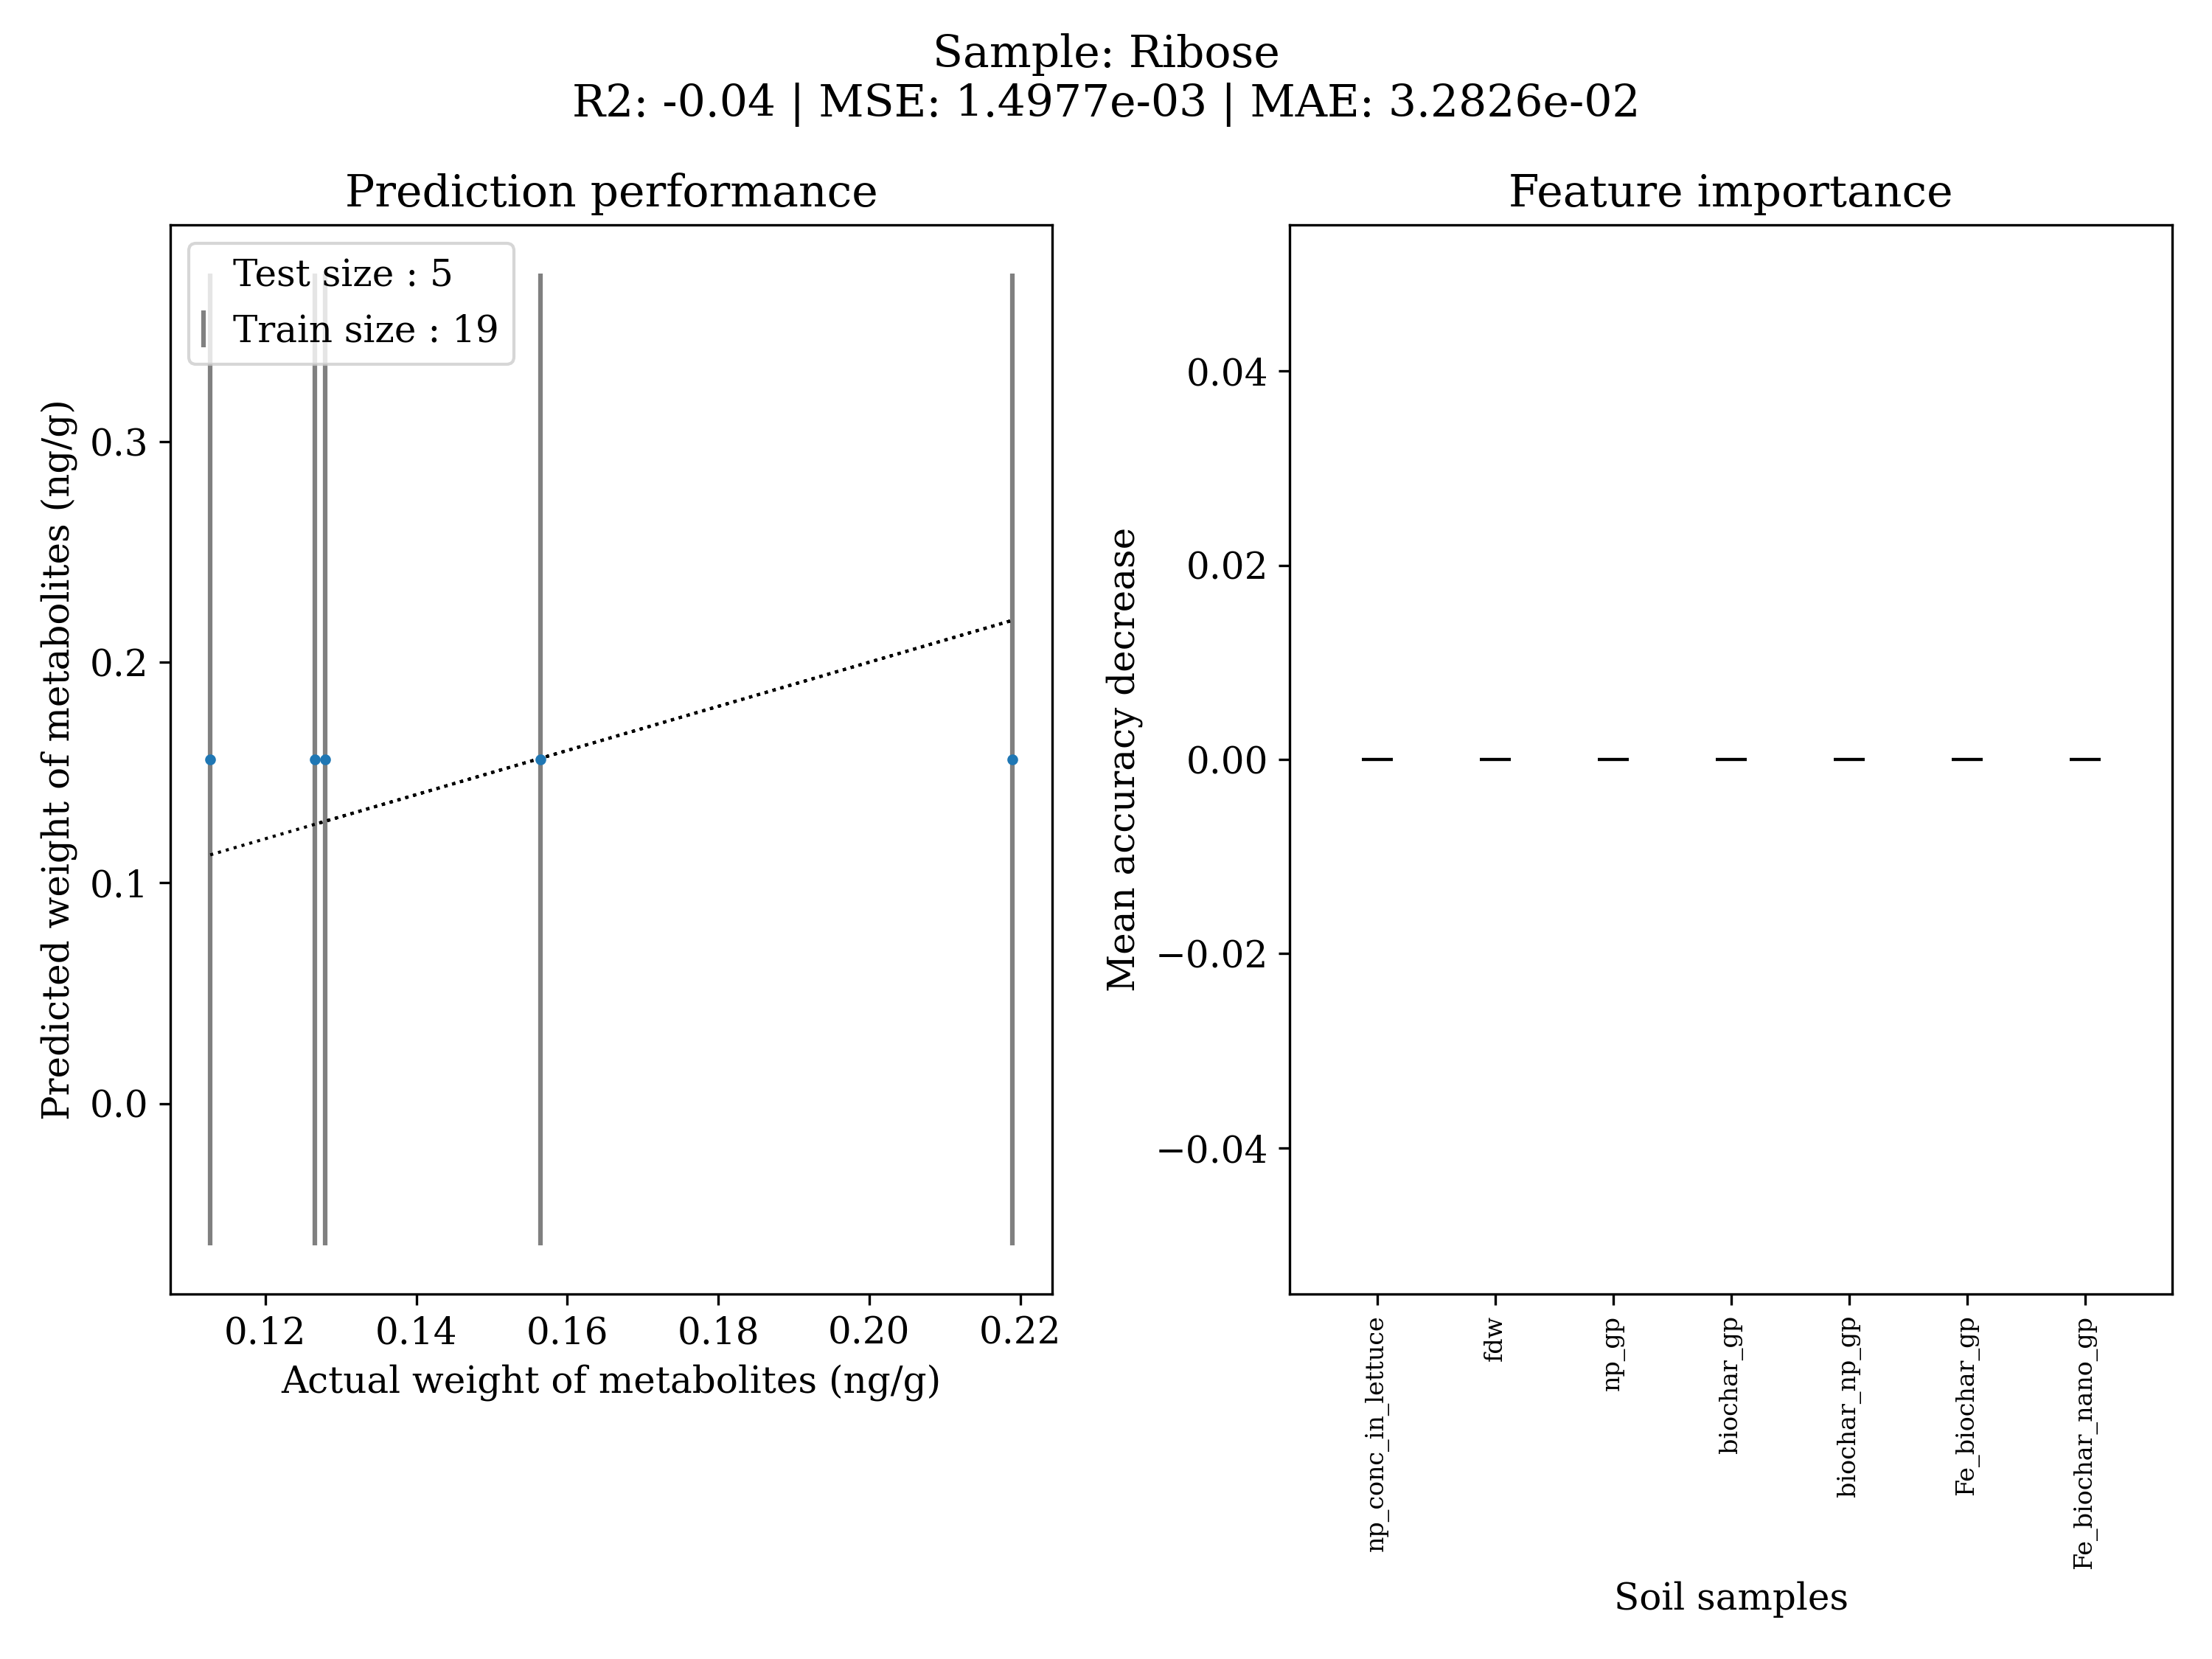 Sample: Ribose
R2: -0.04 | MSE: 1.4977e-03 | MAE: 3.2826e-02
Prediction performance
Test size : 5
Train size : 19
Predicted weight of metabolites (ng/g)
0.3
0.2
0.1
0.0
0.12 0.14 0.16 0.18 0.20 0.22
Actual weight of metabolites (ng/g)
Feature importance
Mean accuracy decrease
0.04
0.02
0.00
−0.02
−0.04
np_conc_in_lettuce
fdw
np_gp
biochar_gp
biochar_np_gp
Fe_biochar_gp
Fe_biochar_nano_gp
Soil samples